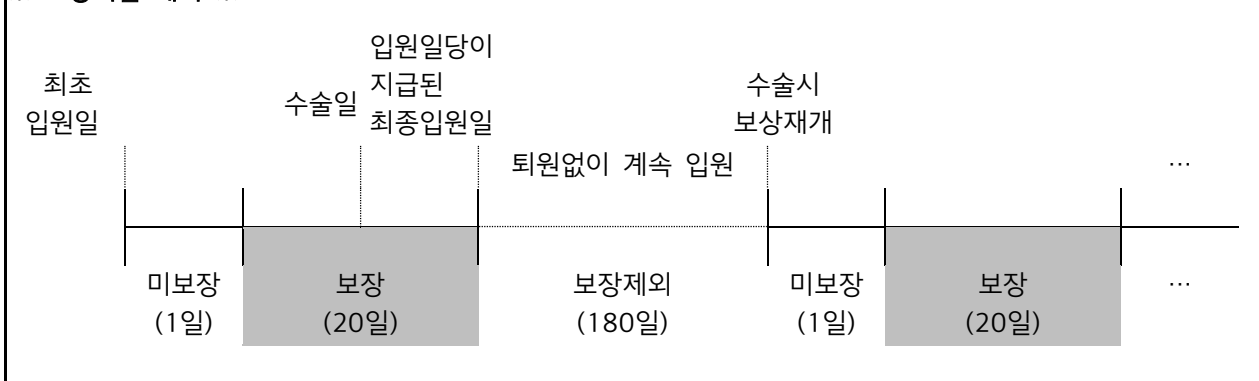 최초
입원일
수술일
입원일당이
지급된
최종입원일
퇴원없이 계속 입원
수술시
보상재개
…
미보장
(1일)
보장
(20일)
보장제외
(180일)
미보장
(1일)
보장
(20일)
…